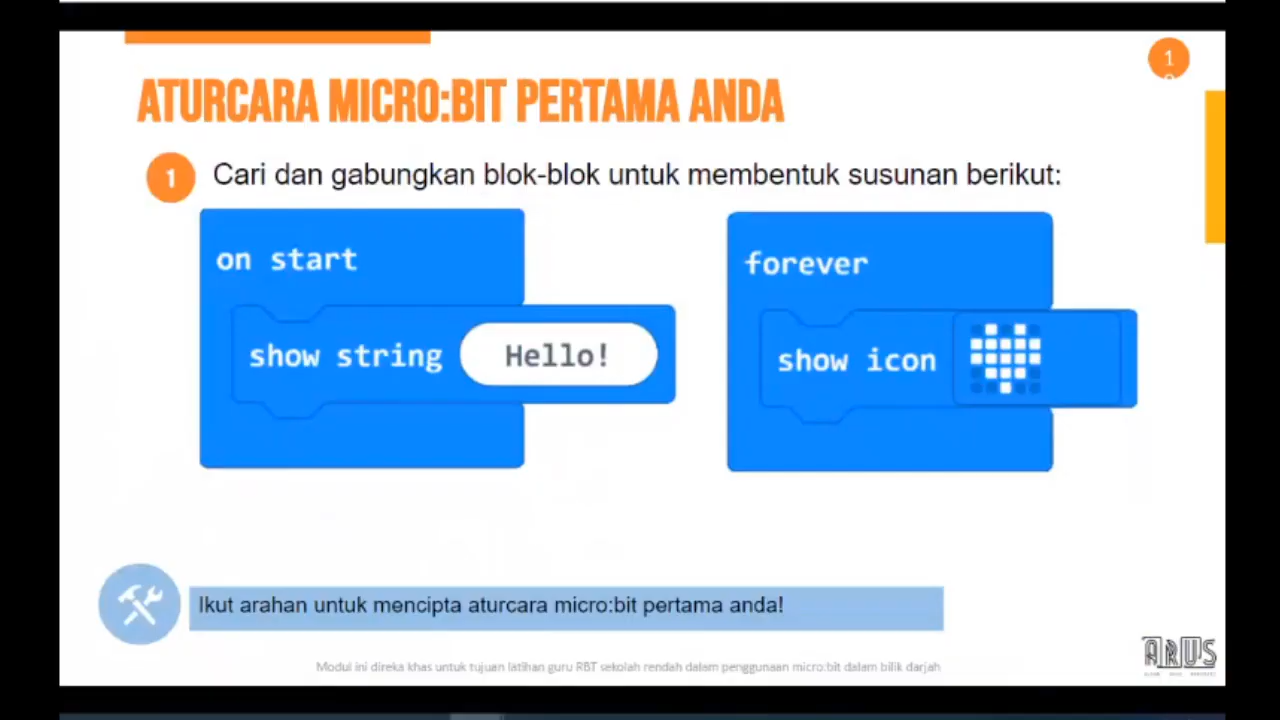 1
ATURCARA MICRO:BIT PERTAMA ANDA
1 Cari dan gabungkan blok-blok untuk membentuk susunan berikut:
on start
show string Hello!
forever
show icon
Ikut arahan untuk mencipta aturcara micro:bit pertama anda!
Modul ini direka khas untuk tujuan latihan guru RBT sekolah rendah dalam penggunaan micro:bit dalam bilik darjah
ARUS